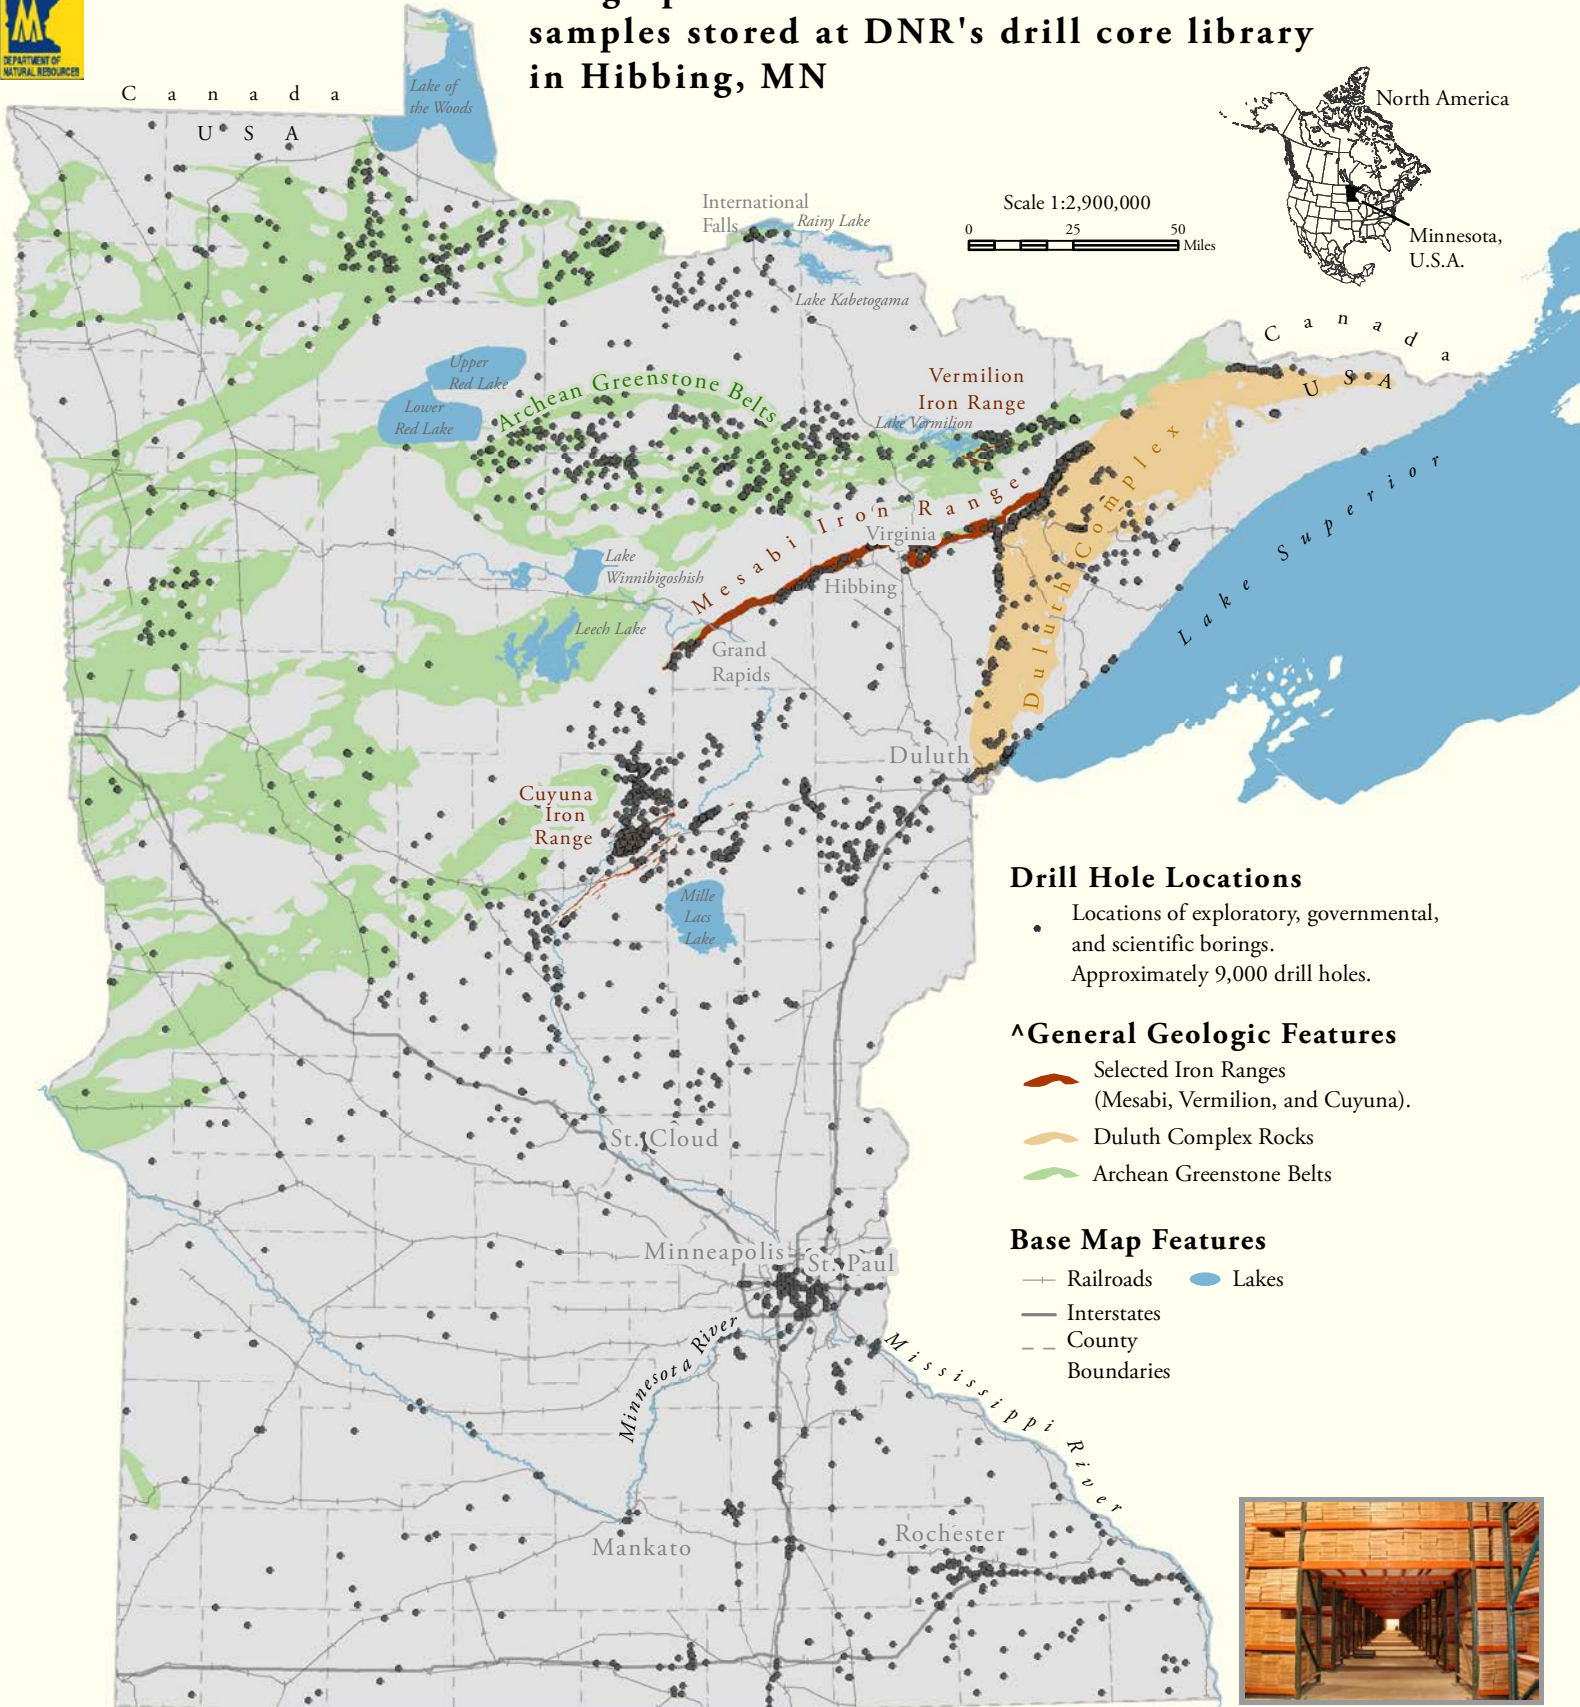 samples stored at DNR's drill core library
in Hibbing, MN
DEPARTMENT OF
NATURAL RESOURCES
Canada
USA
Lake of
the Woods
North America
Minnesota,
U.S.A.
Scale 1:2,900,000
0 25 50
Miles
International
Falls
Rainy Lake
Lake Kabetogama
Canada
USA
Upper
Red Lake
Lower
Red Lake
Archean Greenstone Belts
Vermilion
Iron Range
Lake Vermilion
Mesabi Iron Range
Virginia
Hibbing
Duluth Complex
Lake Superior
Lake
Winnibigoshish
Leech Lake
Grand
Rapids
Duluth
Cuyuna
Iron
Range
Mille
Lacs
Lake
Drill Hole Locations
Locations of exploratory, governmental,
and scientific borings.
Approximately 9,000 drill holes.
^General Geologic Features
Selected Iron Ranges
(Mesabi, Vermilion, and Cuyuna).
Duluth Complex Rocks
Archean Greenstone Belts
Base Map Features
Railroads
Lakes
Interstates
County
Boundaries
St. Cloud
Minneapolis
St. Paul
Minnesota River
Mississippi River
Mankato
Rochester